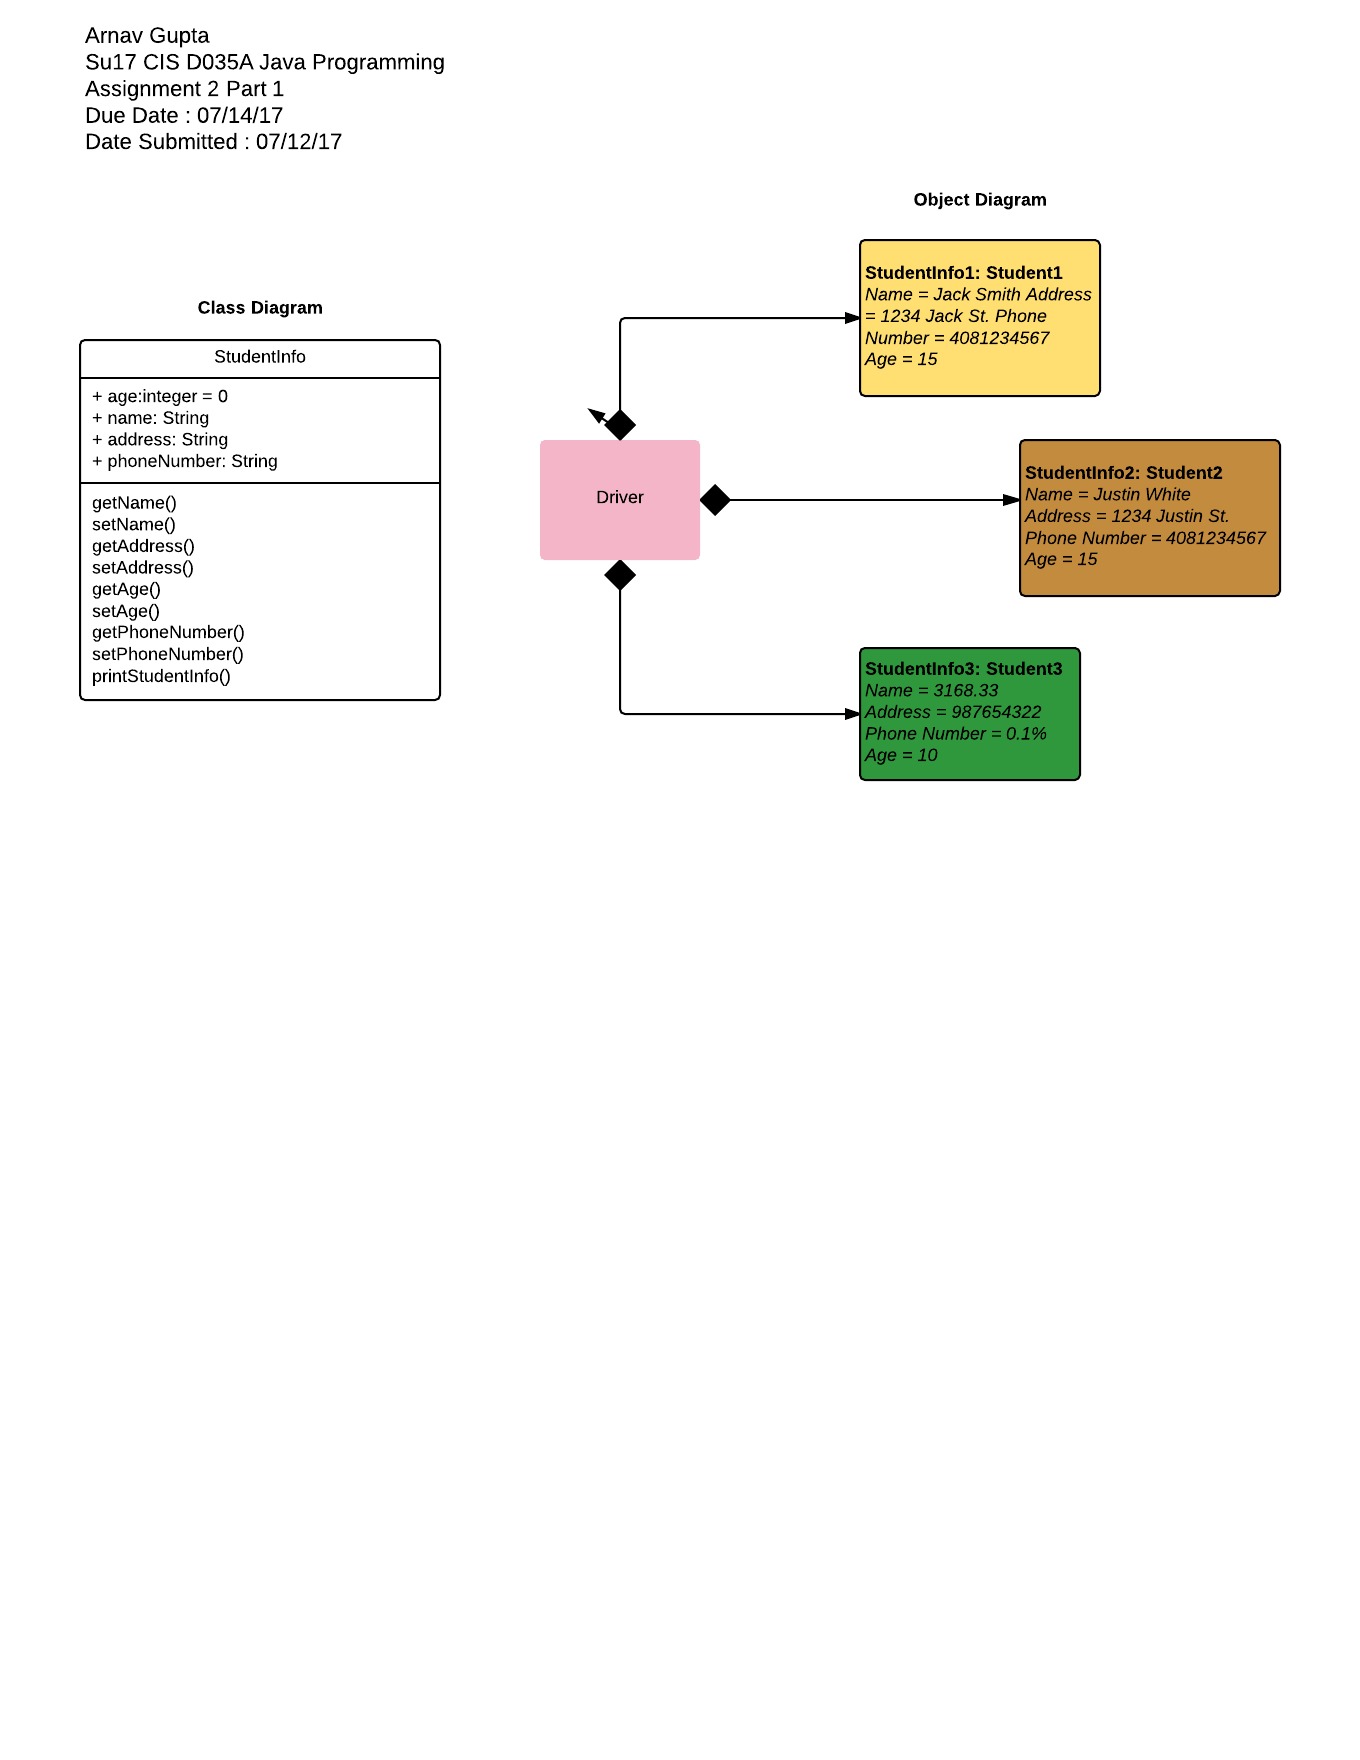 Arnav Gupta
Su17 CIS D035A Java Programming
Assignment 2 Part 1
Due Date : 07/14/17
Date Submitted : 07/12/17
Object Diagram
StudentInfo1: Student1
Name = Jack Smith Address
= 1234 Jack St. Phone
Number = 4081234567
Age = 15
Class Diagram
StudentInfo
+ age:integer = 0
+ name: String
+ address: String
+ phoneNumber: String
getName()
setName()
getAddress()
setAddress()
getAge()
setAge()
getPhoneNumber()
setPhoneNumber()
printStudentInfo()
Driver
StudentInfo2: Student2
Name = Justin White
Address = 1234 Justin St.
Phone Number = 4081234567
Age = 15
StudentInfo3: Student3
Name = 3168.33
Address = 987654322
Phone Number = 0.1%
Age = 10